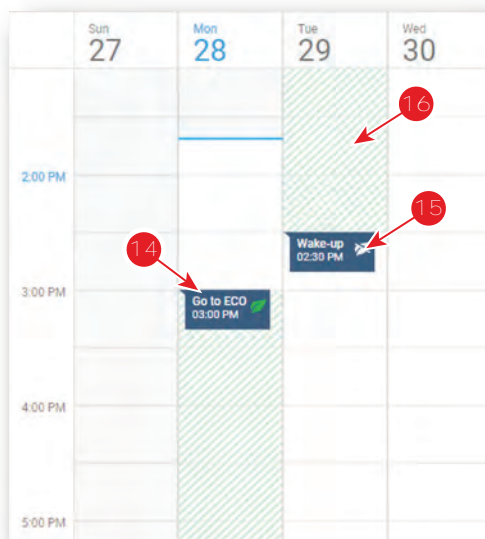 Sun Mon Tue Wed
27 28 29 30
16
2:00 PM
15
Wake-up
02:30 PM
14
3:00 PM
Go to ECO
03:00 PM
4:00 PM
5:00 PM